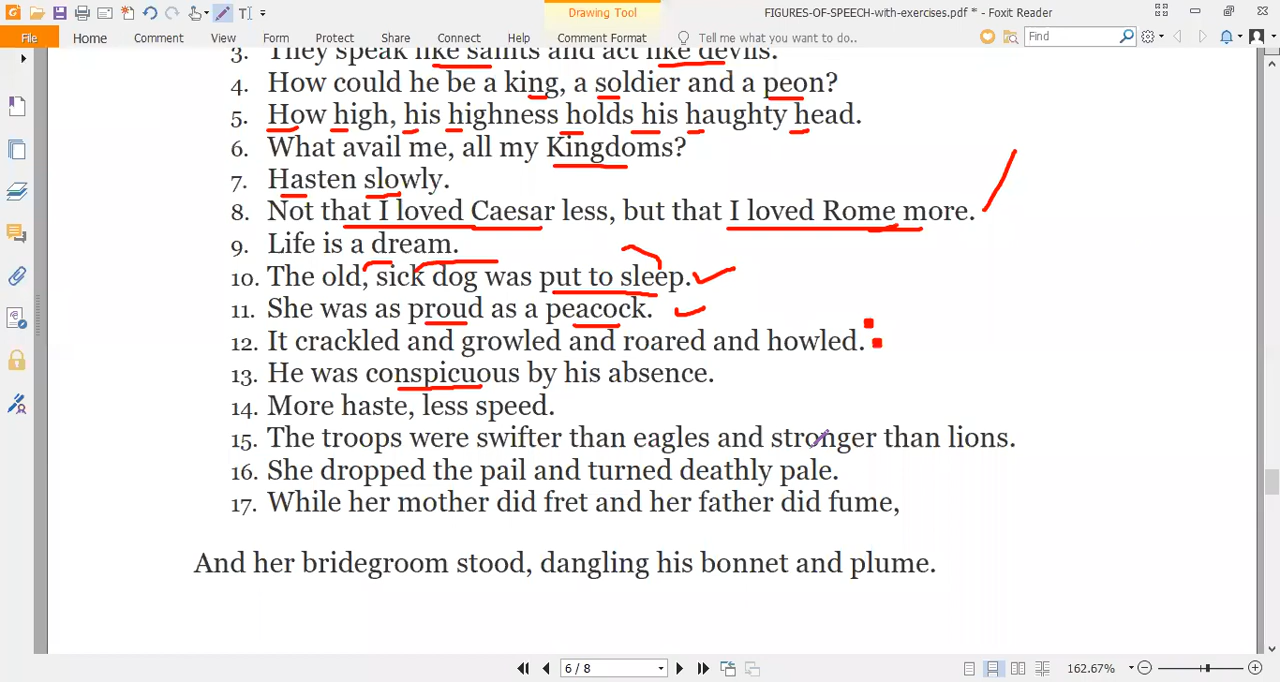 Drawing Tool
FIGURES-OF-SPEECH-with-exercises.pdf * - Foxit Reader
File Home Comment View Form Protect Share Connect Help Comment Format Tell me what you want to do.. Find
3. They speak like saints and act like devils.
4. How could he be a king, a soldier and a peon?
5. How high, his highness holds his haughty head.
6. What avail me, all my Kingdoms?
7. Hasten slowly.
8. Not that I loved Caesar less, but that I loved Rome more.
9. Life is a dream.
10. The old, sick dog was put to sleep.
11. She was as proud as a peacock.
12. It crackled and growled and roared and howled.
13. He was conspicuous by his absence.
14. More haste, less speed.
15. The troops were swifter than eagles and stronger than lions.
16. She dropped the pail and turned deathly pale.
17. While her mother did fret and her father did fume,
And her bridegroom stood, dangling his bonnet and plume.
6 / 8
162.67%